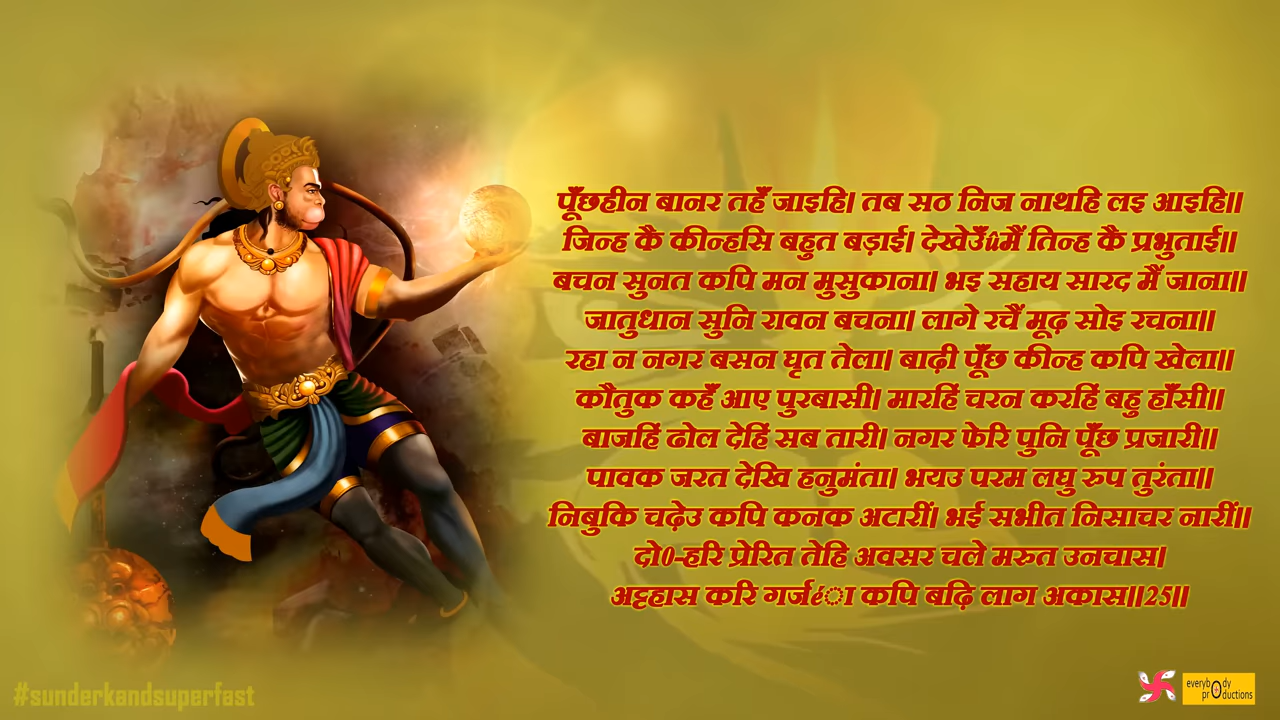 पूँछहीन बानर तहँ जाइहि। तब सठ निज नाथहि लइ आइहि॥
जिन्ह कै कीन्हसि बहुत बड़ाई। देखेउँûमैं तिन्ह कै प्रभुताई॥
बचन सुनत कपि मन मुसुकाना। भइ सहाय सारद मैं जाना॥
जातुधान सुनि रावन बचना। लागे रचैं मूढ़ सोइ रचना॥
रहा न नगर बसन घृत तेला। बाढ़ी पूँछ कीन्ह कपि खेला॥
कौतुक कहँ आए पुरबासी। मारहिं चरन करहिं बहु हाँसी॥
बाजहिं ढोल देहिं सब तारी। नगर फेरि पुनि पूँछ प्रजारी॥
पावक जरत देखि हनुमंता। भयउ परम लघु रुप तुरंता॥
निबुकि चढ़ेउ कपि कनक अटारीं। भई सभीत निसाचर नारीं॥
दो0-हरि प्रेरित तेहि अवसर चले मरुत उनचास।
अट्टहास करि गर्जéा कपि बढ़ि लाग अकास॥25॥
#sunderkandsuperfast
everybody
productions